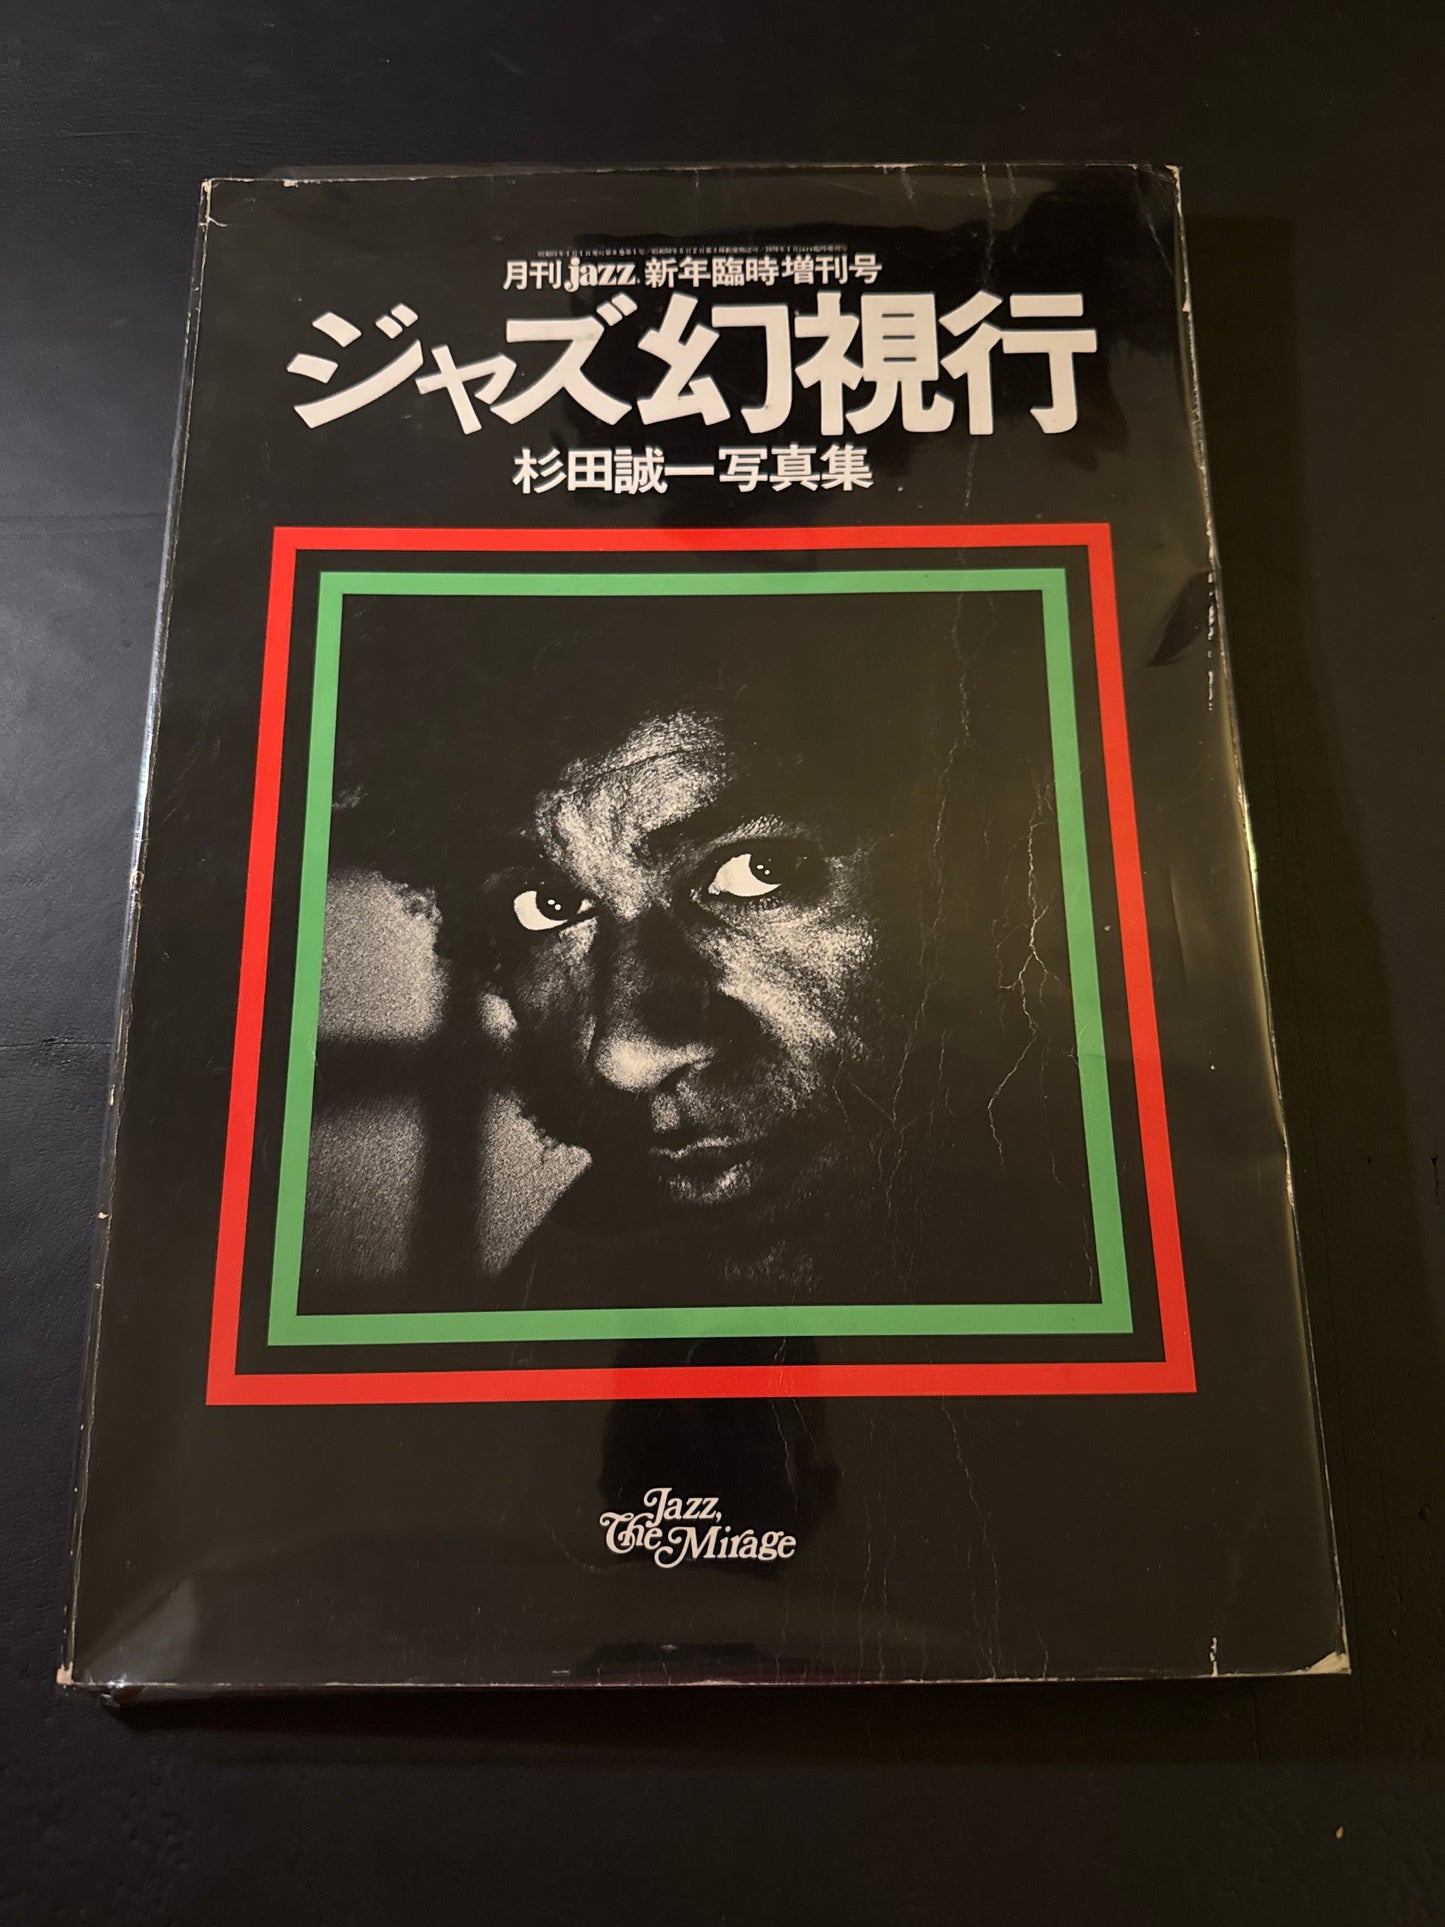 月刊jazz.新年臨時増刊号
ジャズ幻視行
杉田誠一写真集
Jazz,
The Mirage